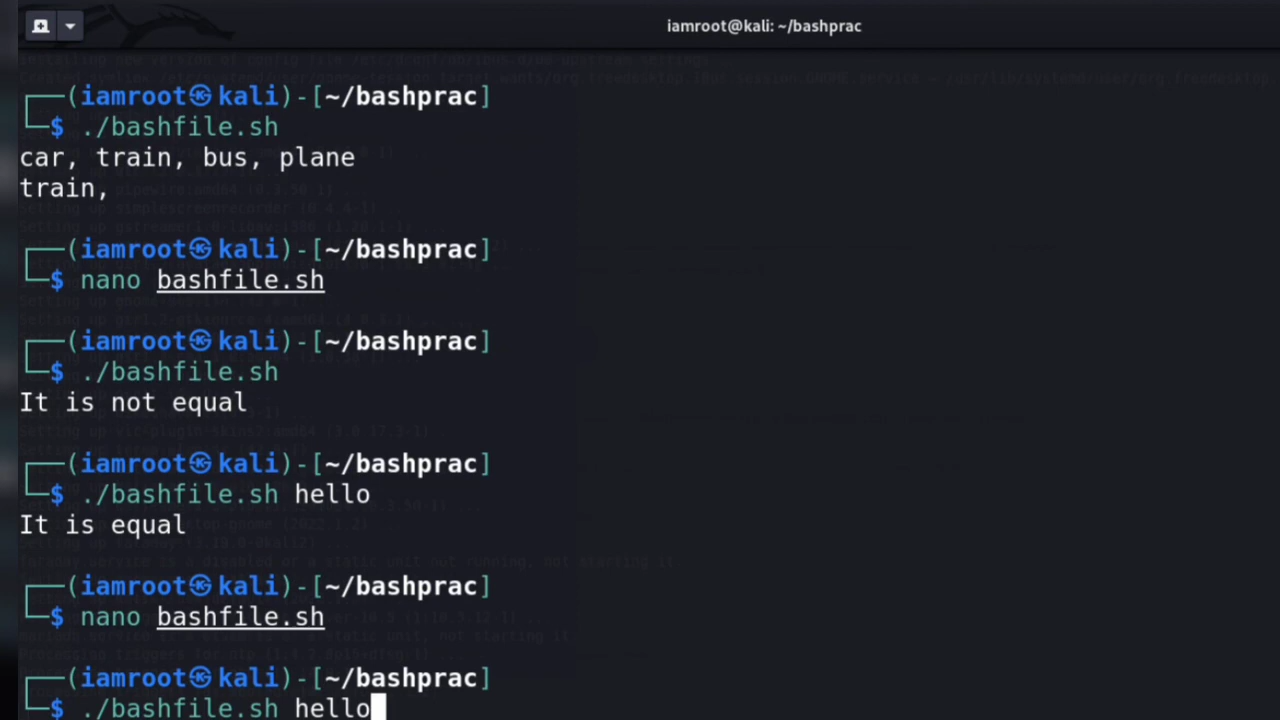 iamroot@kali: ~/bashprac
┌──(iamroot㉿kali)-[~/bashprac]
└─$ ./bashfile.sh
car, train, bus, plane
train,
┌──(iamroot㉿kali)-[~/bashprac]
└─$ nano bashfile.sh
┌──(iamroot㉿kali)-[~/bashprac]
└─$ ./bashfile.sh
It is not equal
┌──(iamroot㉿kali)-[~/bashprac]
└─$ ./bashfile.sh hello
It is equal
┌──(iamroot㉿kali)-[~/bashprac]
└─$ nano bashfile.sh
┌──(iamroot㉿kali)-[~/bashprac]
└─$ ./bashfile.sh hello